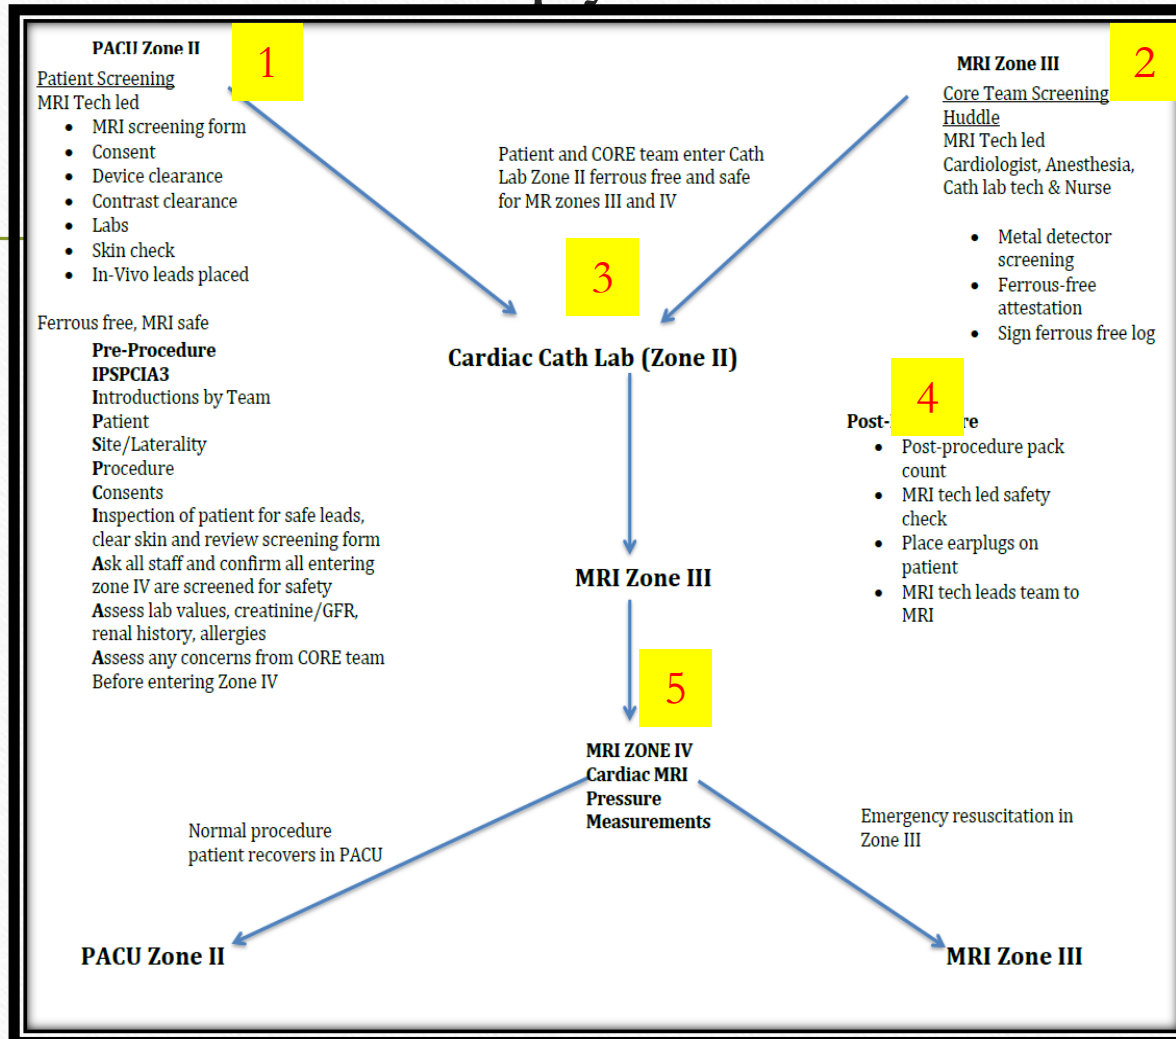 PACU Zone II
1
Patient Screening
MRI Tech led
• MRI screening form
• Consent
• Device clearance
• Contrast clearance
• Labs
• Skin check
• In-Vivo leads placed
Ferrous free, MRI safe
Pre-Procedure
IPSPCIA3
Introductions by Team
Patient
Site/Laterality
Procedure
Consents
Inspection of patient for safe leads,
clear skin and review screening form
Ask all staff and confirm all entering
zone IV are screened for safety
Assess lab values, creatinine/GFR,
renal history, allergies
Assess any concerns from CORE team
Before entering Zone IV
MRI Zone III
2
Core Team Screening
Huddle
MRI Tech led
Cardiologist, Anesthesia,
Cath lab tech & Nurse
• Metal detector
screening
• Ferrous-free
attestation
• Sign ferrous free log
Patient and CORE team enter Cath
Lab Zone II ferrous free and safe
for MR zones III and IV
3
Cardiac Cath Lab (Zone II)
4
Post- re
• Post-procedure pack
count
• MRI tech led safety
check
• Place earplugs on
patient
• MRI tech leads team to
MRI
MRI Zone III
5
MRI ZONE IV
Cardiac MRI
Pressure
Measurements
Normal procedure
patient recovers in PACU
Emergency resuscitation in
Zone III
PACU Zone II
MRI Zone III